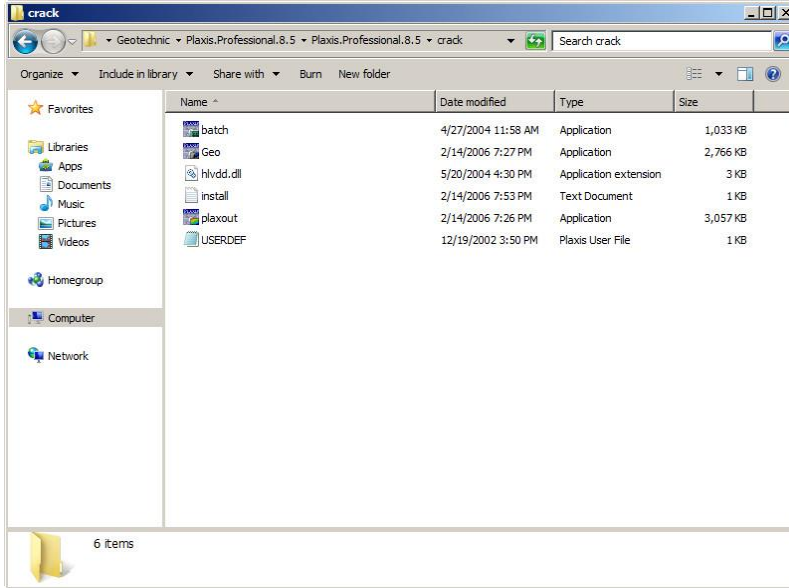 crack
Geotechnic Plaxis.Professional.8.5 Plaxis.Professional.8.5 crack Search crack
Organize Include in library Share with Burn New folder
Name Date modified Type Size
Favorites
Libraries
Apps
Documents
Music
Pictures
Videos
Homegroup
Computer
Network
batch 4/27/2004 11:58 AM Application 1,033 KB
Geo 2/14/2006 7:27 PM Application 2,766 KB
hlvdd.dll 5/20/2004 4:30 PM Application extension 3 KB
install 2/14/2006 7:53 PM Text Document 1 KB
plaxout 2/14/2006 7:26 PM Application 3,057 KB
USERDEF 12/19/2002 3:50 PM Plaxis User File 1 KB
6 items